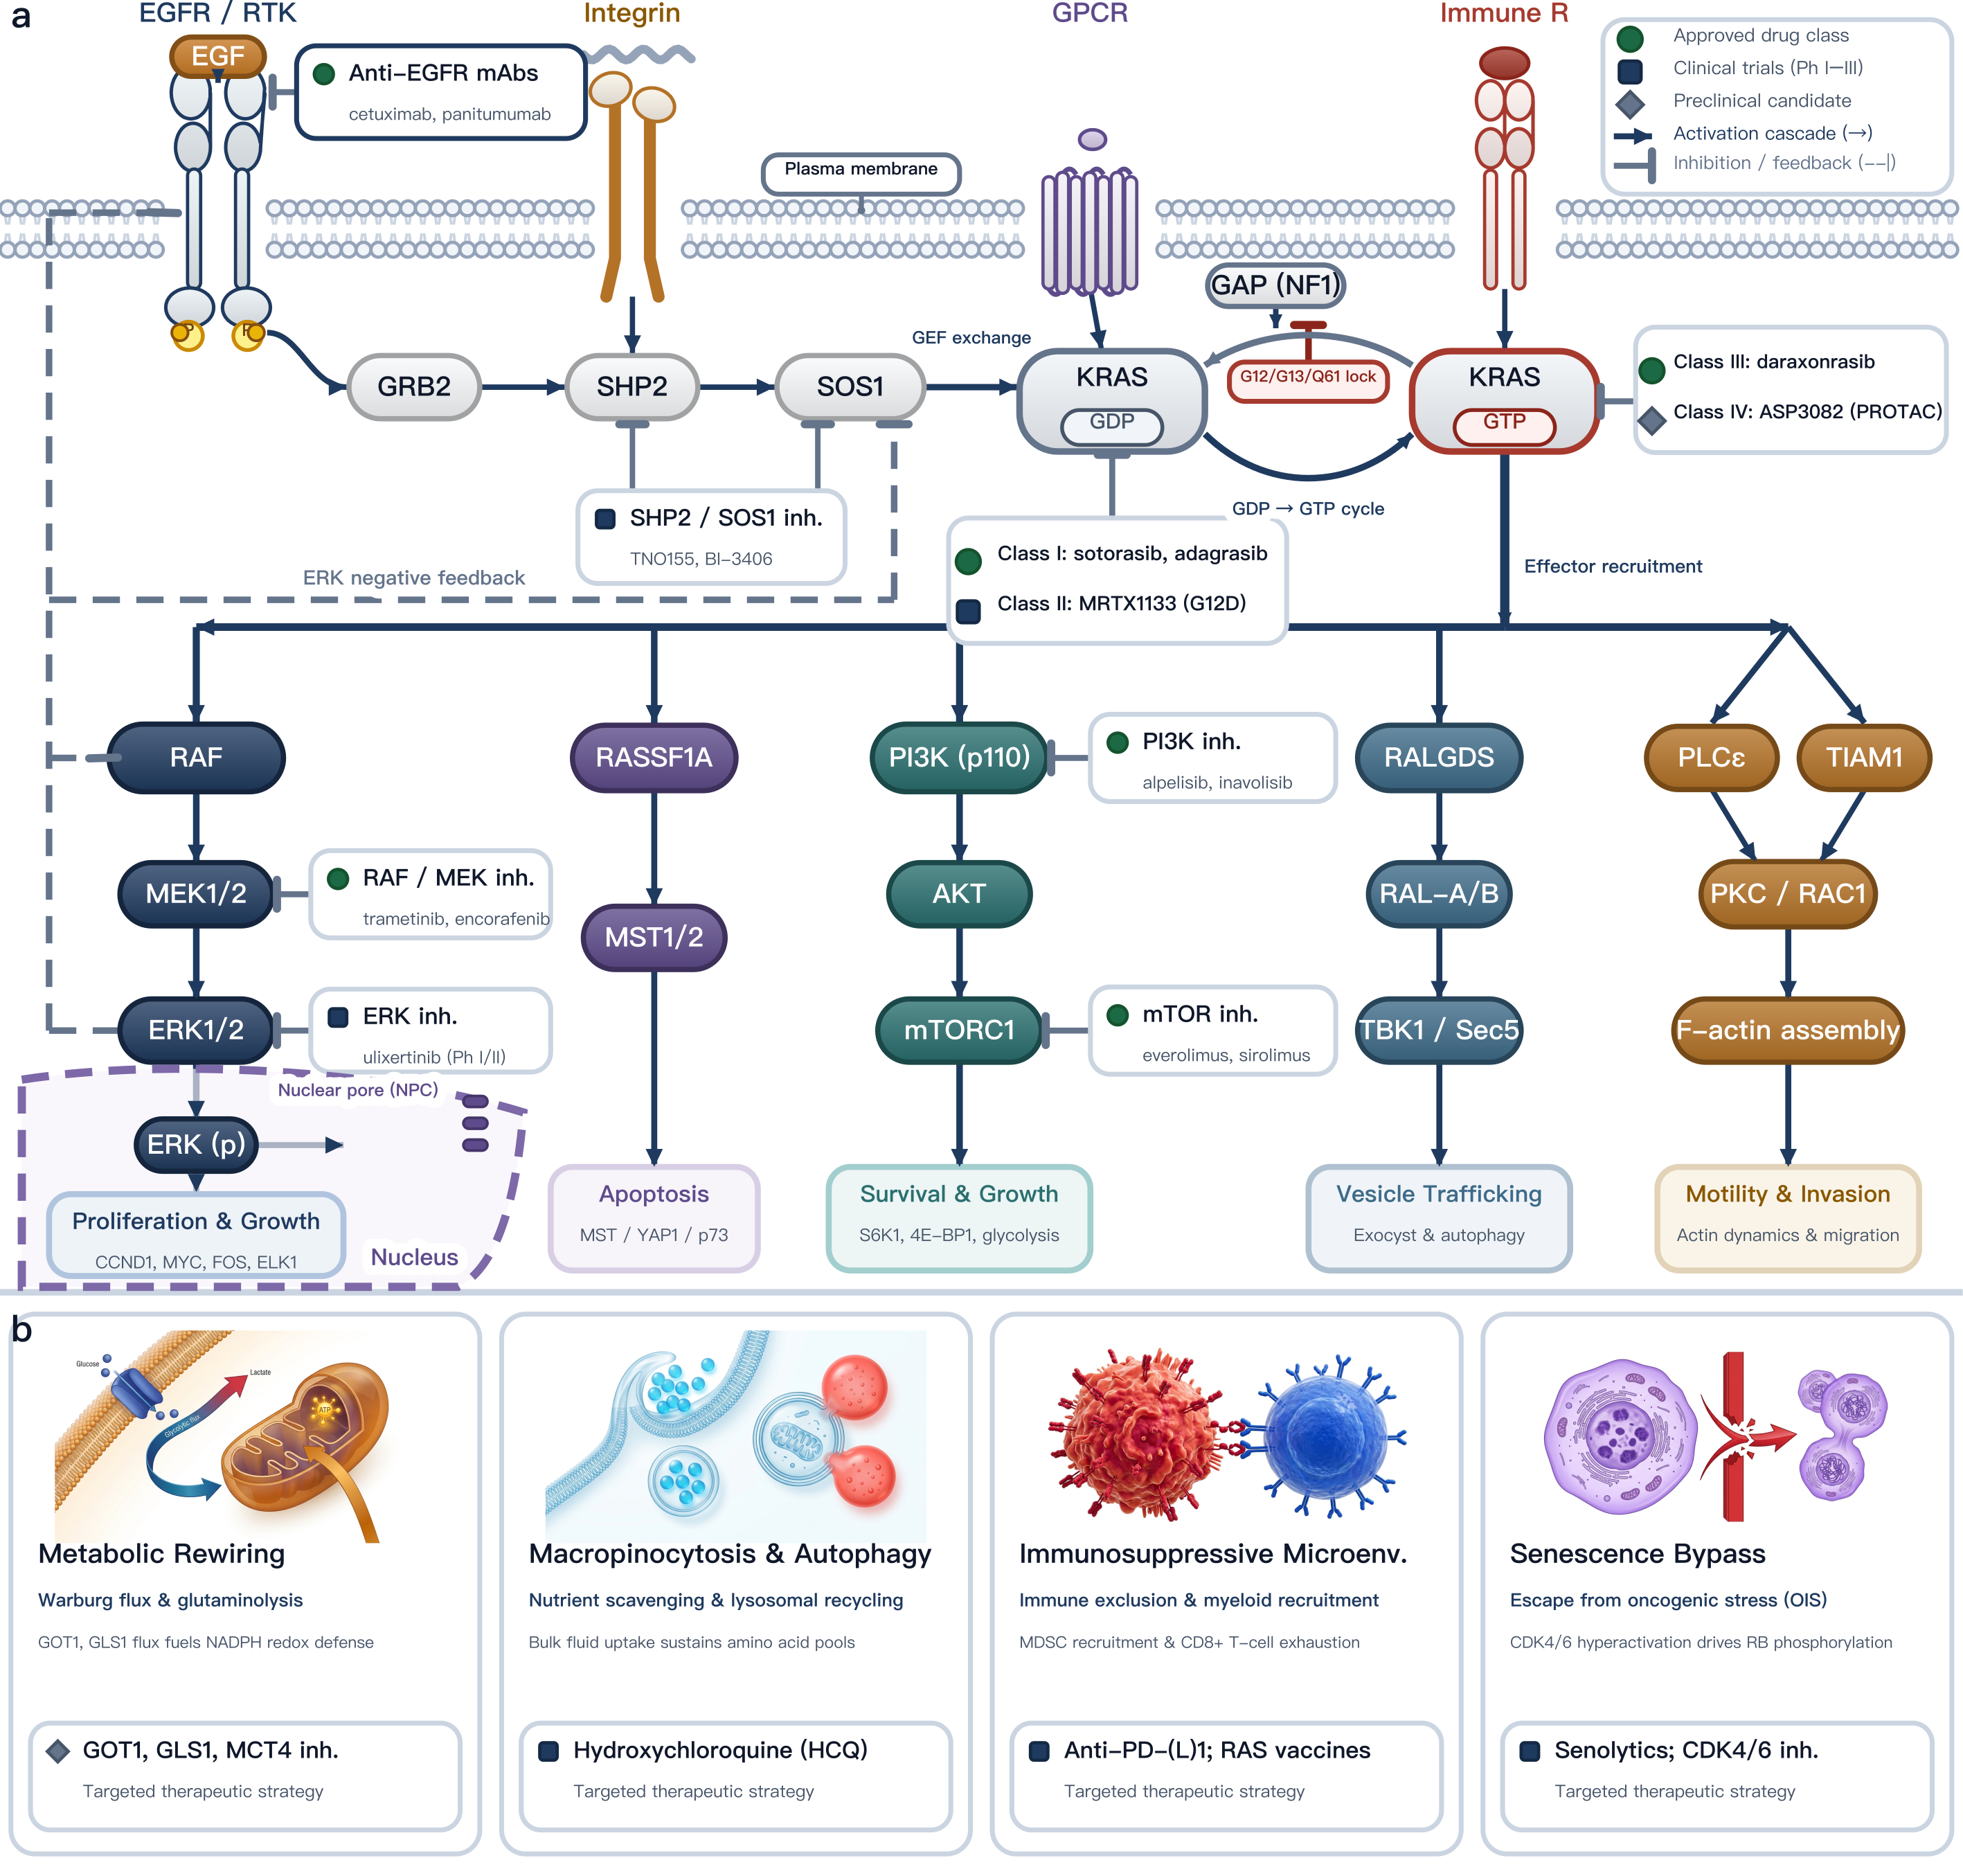 a
EGFR / RTK
Integrin
GPCR
Immune R
EGF
Anti–EGFR mAbs
cetuximab, panitumumab
Approved drug class
Clinical trials (Ph I–III)
Preclinical candidate
Activation cascade (→)
Inhibition / feedback (––|)
Plasma membrane
P
P
GAP (NF1)
GEF exchange
G12/G13/Q61 lock
GRB2
SHP2
SOS1
KRAS
GDP
KRAS
GTP
Class III: daraxonrasib
Class IV: ASP3082 (PROTAC)
GDP → GTP cycle
SHP2 / SOS1 inh.
TNO155, BI–3406
Class I: sotorasib, adagrasib
Class II: MRTX1133 (G12D)
Effector recruitment
ERK negative feedback
RAF
RASSF1A
PI3K (p110)
PI3K inh.
alpelisib, inavolisib
RALGDS
PLCε
TIAM1
MEK1/2
RAF / MEK inh.
trametinib, encorafenib
MST1/2
AKT
RAL–A/B
PKC / RAC1
ERK1/2
ERK inh.
ulixertinib (Ph I/II)
mTORC1
mTOR inh.
everolimus, sirolimus
TBK1 / Sec5
F–actin assembly
Nuclear pore (NPC)
ERK (p)
Proliferation & Growth
CCND1, MYC, FOS, ELK1
Nucleus
Apoptosis
MST / YAP1 / p73
Survival & Growth
S6K1, 4E–BP1, glycolysis
Vesicle Trafficking
Exocyst & autophagy
Motility & Invasion
Actin dynamics & migration
b
Glucose
Lactate
Glycolytic flux
ATP
Metabolic Rewiring
Warburg flux & glutaminolysis
GOT1, GLS1 flux fuels NADPH redox defense
GOT1, GLS1, MCT4 inh.
Targeted therapeutic strategy
Macropinocytosis & Autophagy
Nutrient scavenging & lysosomal recycling
Bulk fluid uptake sustains amino acid pools
Hydroxychloroquine (HCQ)
Targeted therapeutic strategy
Immunosuppressive Microenv.
Immune exclusion & myeloid recruitment
MDSC recruitment & CD8+ T–cell exhaustion
Anti–PD–(L)1; RAS vaccines
Targeted therapeutic strategy
Senescence Bypass
Escape from oncogenic stress (OIS)
CDK4/6 hyperactivation drives RB phosphorylation
Senolytics; CDK4/6 inh.
Targeted therapeutic strategy